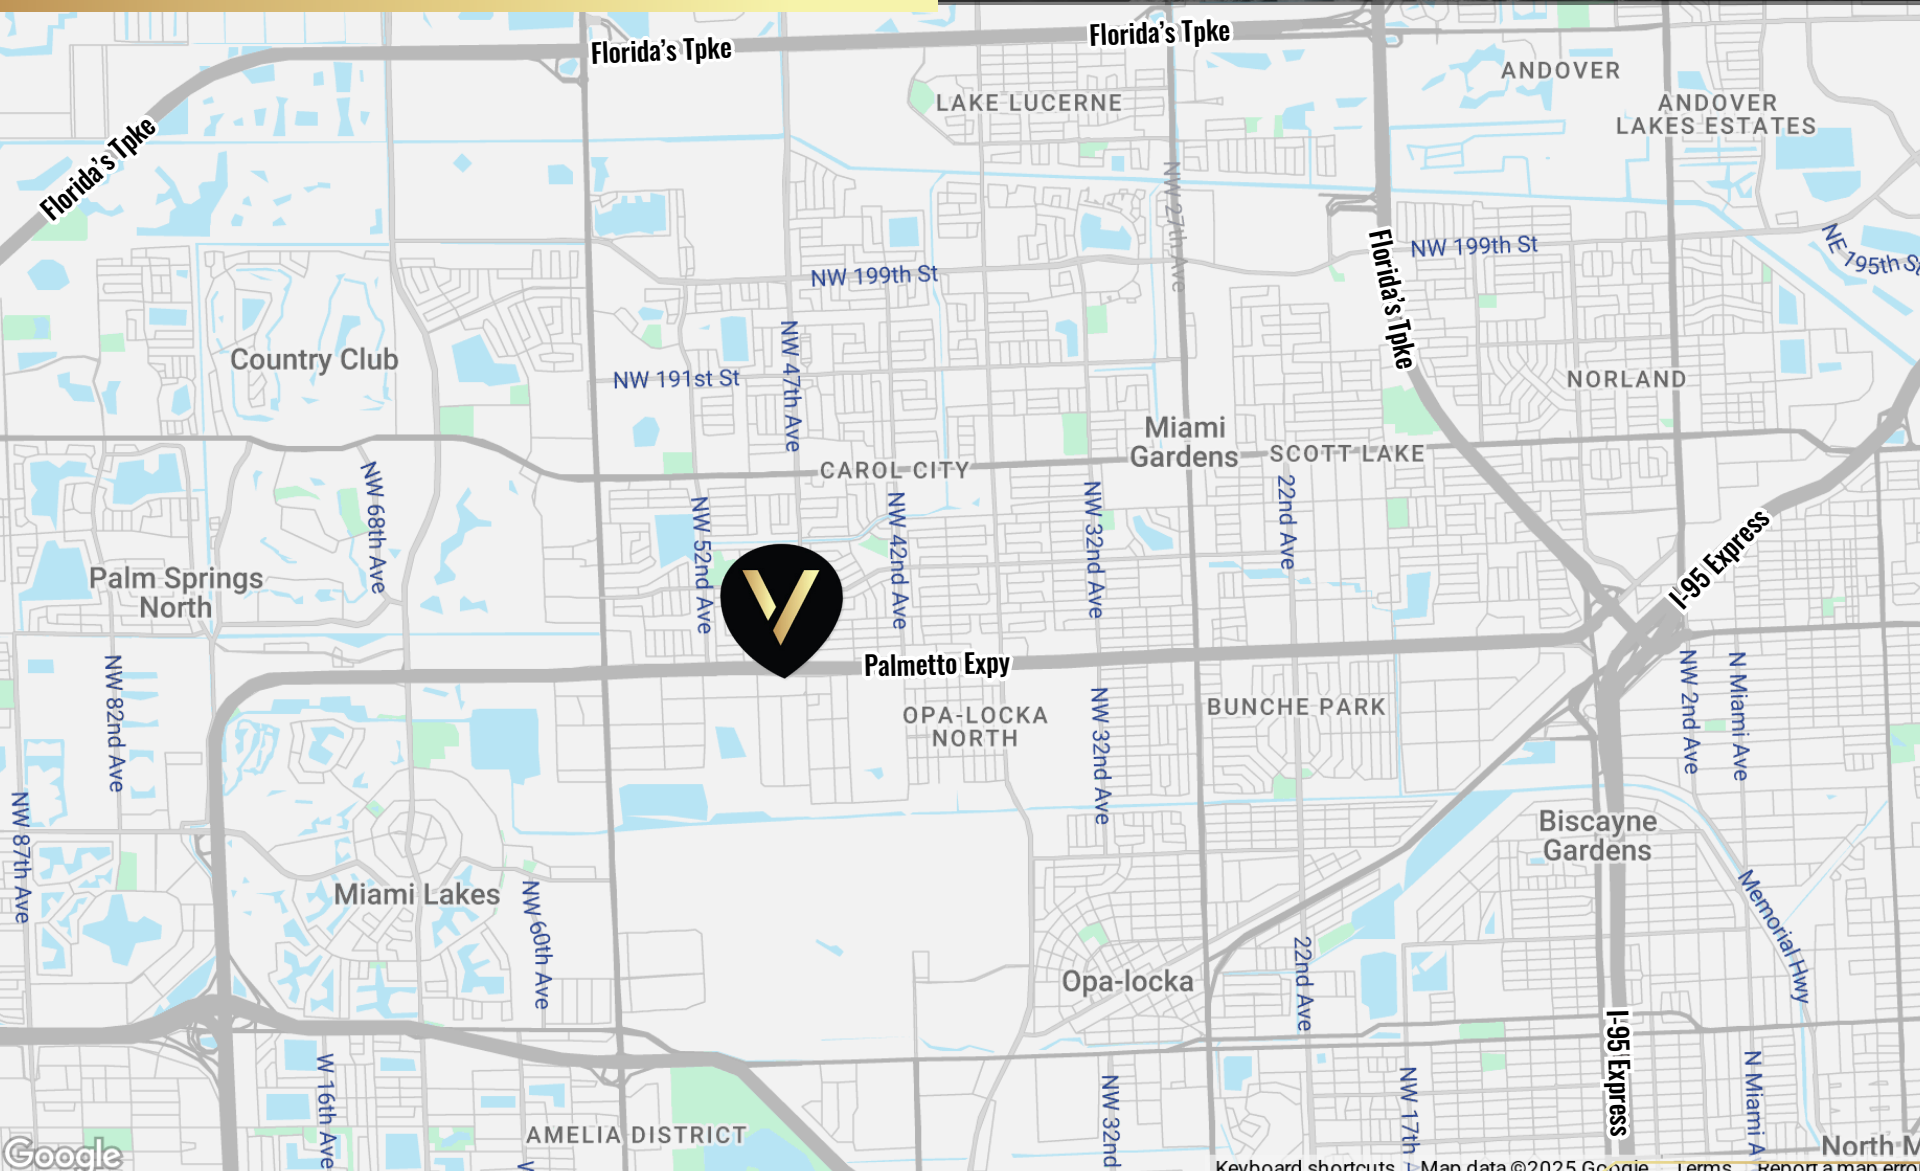 Florida's Tpke
Florida's Tpke
ANDOVER
LAKE LUCERNE
ANDOVER
LAKES ESTATES
Florida's Tpke
NW 27th Ave
NW 199th St
NE 195th St
NW 199th St
Florida's Tpke
Country Club
NW 191st St
NW 47th Ave
NORLAND
Miami
Gardens
SCOTT LAKE
CAROL CITY
NW 68th Ave
NW 52nd Ave
NW 42nd Ave
NW 32nd Ave
22nd Ave
I-95 Express
Palm Springs
North
V
Palmetto Expy
NW 82nd Ave
OPA-LOCKA
NORTH
NW 32nd Ave
BUNCHE PARK
NW 2nd Ave
N Miami Ave
NW 87th Ave
Biscayne
Gardens
Miami Lakes
NW 60th Ave
Memorial Hwy
Opa-locka
22nd Ave
I-95 Express
W 16th Ave
NW 32nd
NW 17th A
N Miami A
AMELIA DISTRICT
North M
Google
Keyboard shortcuts
Map data ©2025 Google
Terms
Report a map error